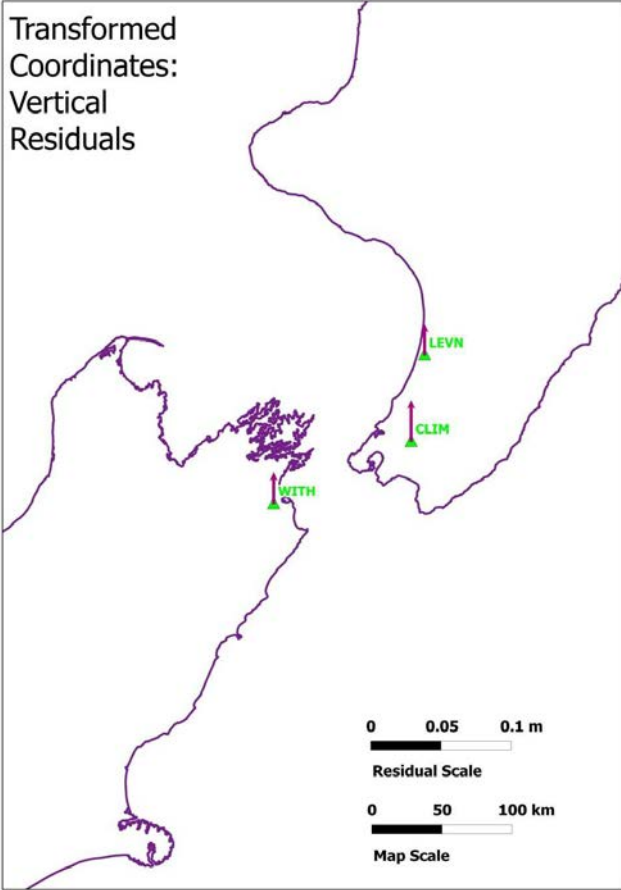 Transformed
Coordinates:
Vertical
Residuals
LEVN
CLIM
WITH
0 0.05 0.1 m
Residual Scale
0 50 100 km
Map Scale